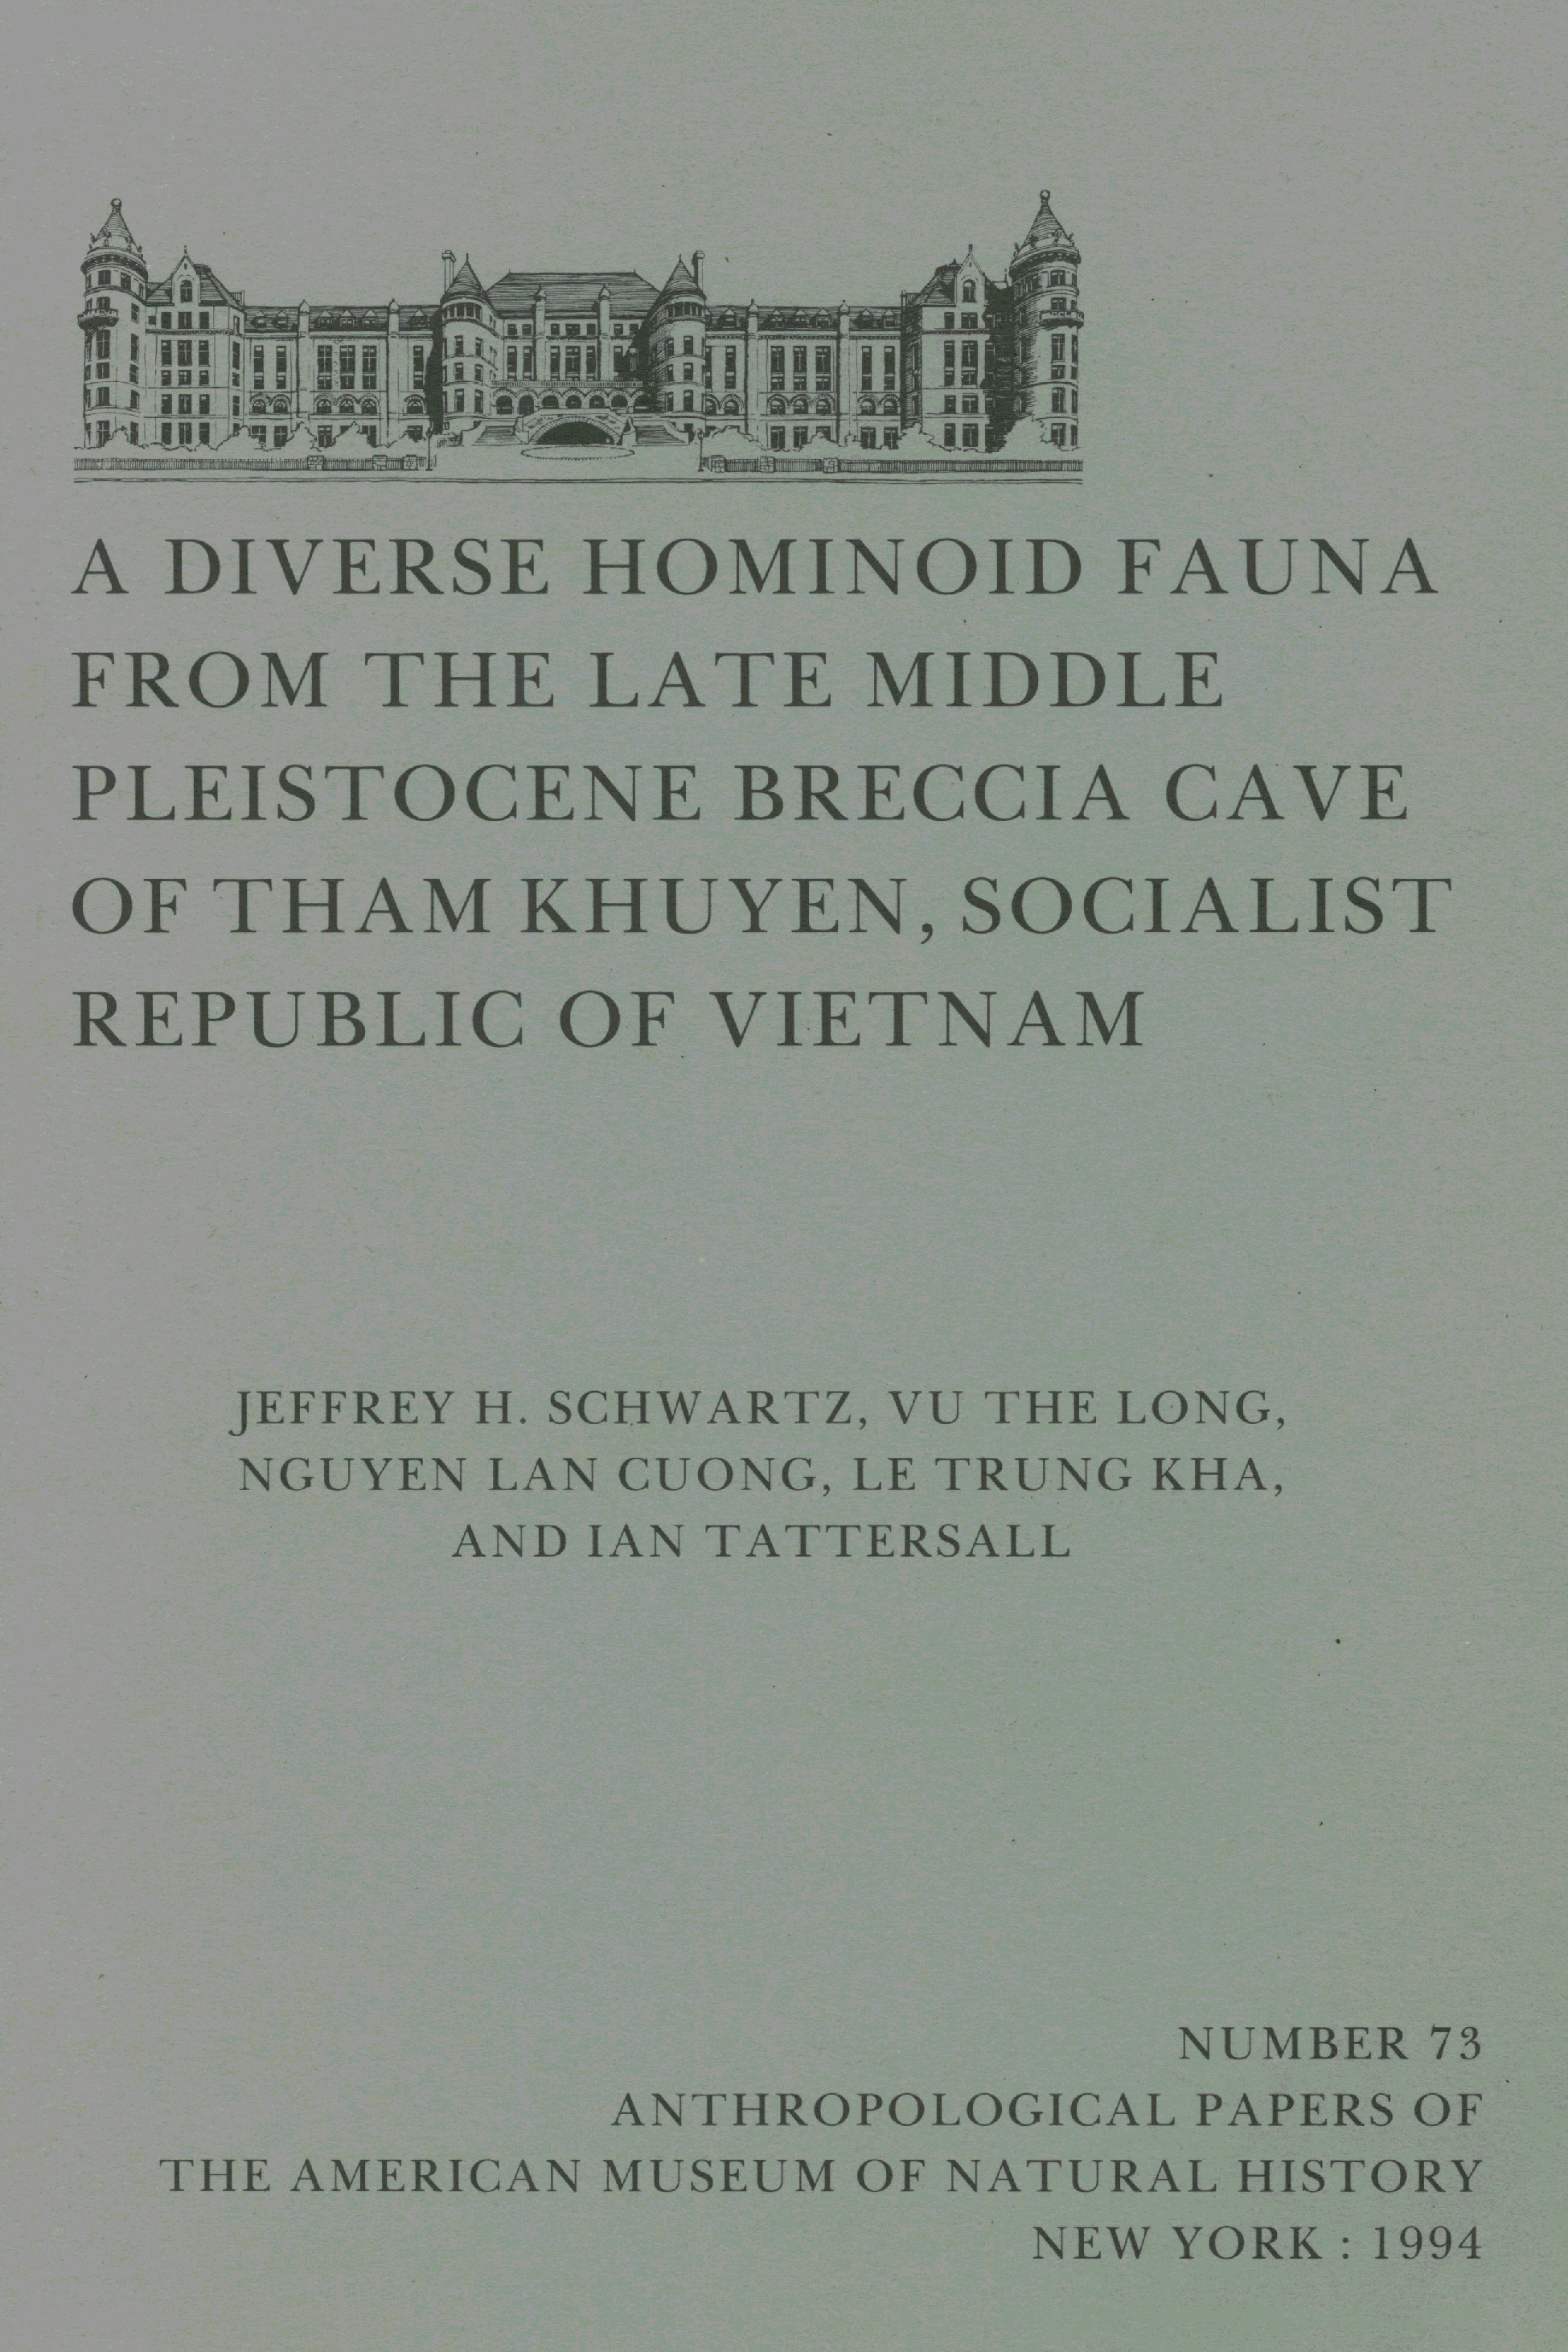 A DIVERSE HOMINOID FAUNA
FROM THE LATE MIDDLE
PLEISTOCENE BRECCIA CAVE
OF THAM KHUYEN, SOCIALIST
REPUBLIC OF VIETNAM
JEFFREY H. SCHWARTZ, VU THE LONG,
NGUYEN LAN CUONG, LE TRUNG KHA,
AND IAN TATTERSALL
NUMBER 73
ANTHROPOLOGICAL PAPERS OF
THE AMERICAN MUSEUM OF NATURAL HISTORY
NEW YORK : 1994